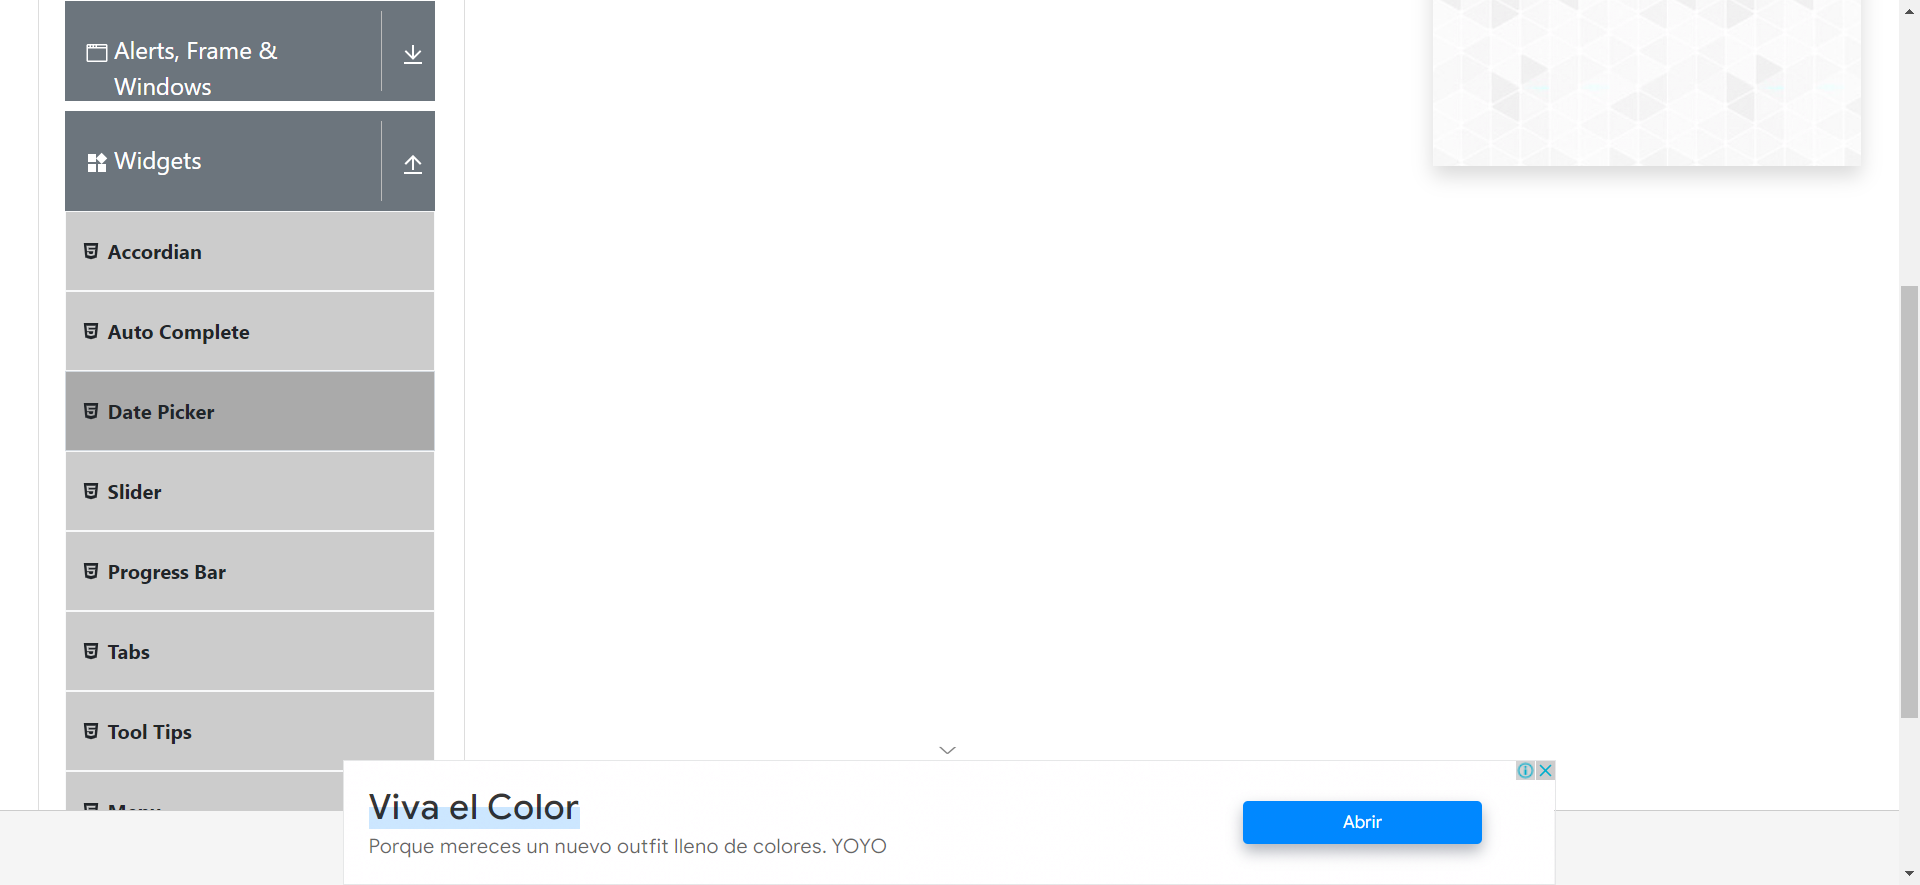 Alerts, Frame &
Windows
Widgets
Accordian
Auto Complete
Date Picker
Slider
Progress Bar
Tabs
Tool Tips
Menu
Viva el Color
Porque mereces un nuevo outfit lleno de colores. YOYO
Abrir